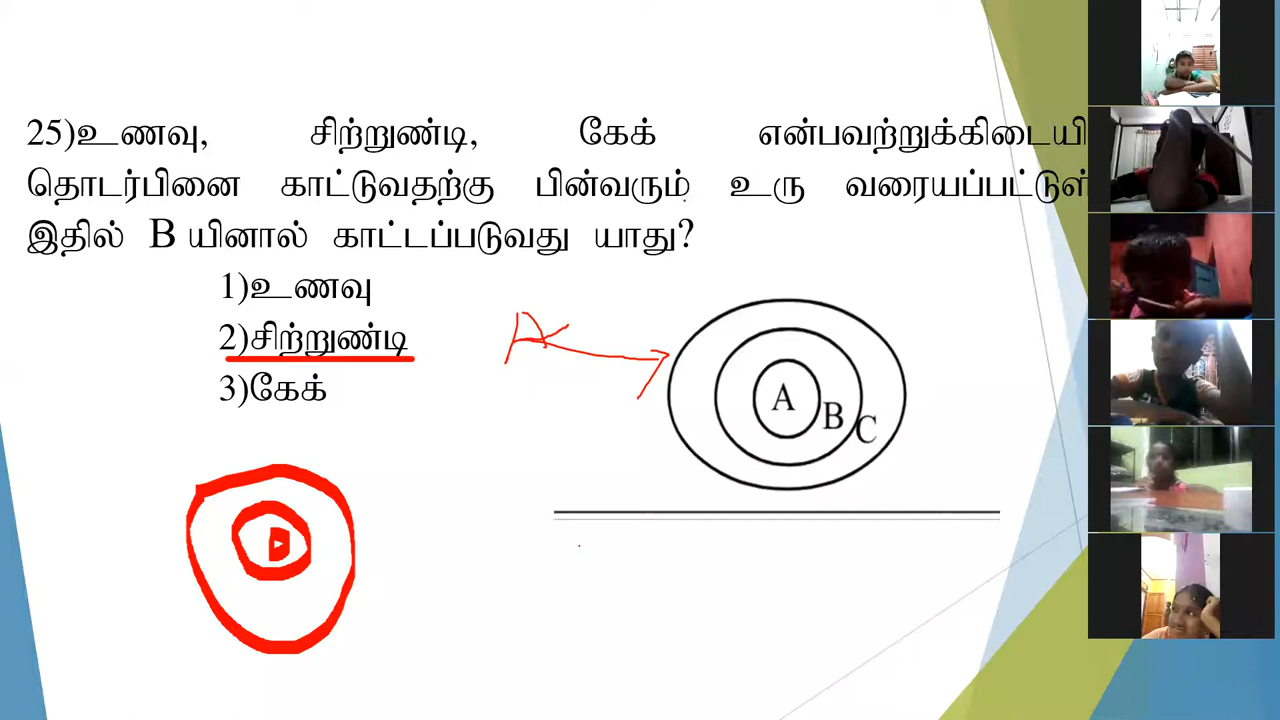 25)உணவு, சிற்றுண்டி, கேக் என்பவற்றுக்கிடையி
தொடர்பினை காட்டுவதற்கு பின்வரும் உரு வரையப்பட்டுள்
இதில் B யினால் காட்டப்படுவது யாது?
1)உணவு
2)சிற்றுண்டி
3)கேக்
A B C